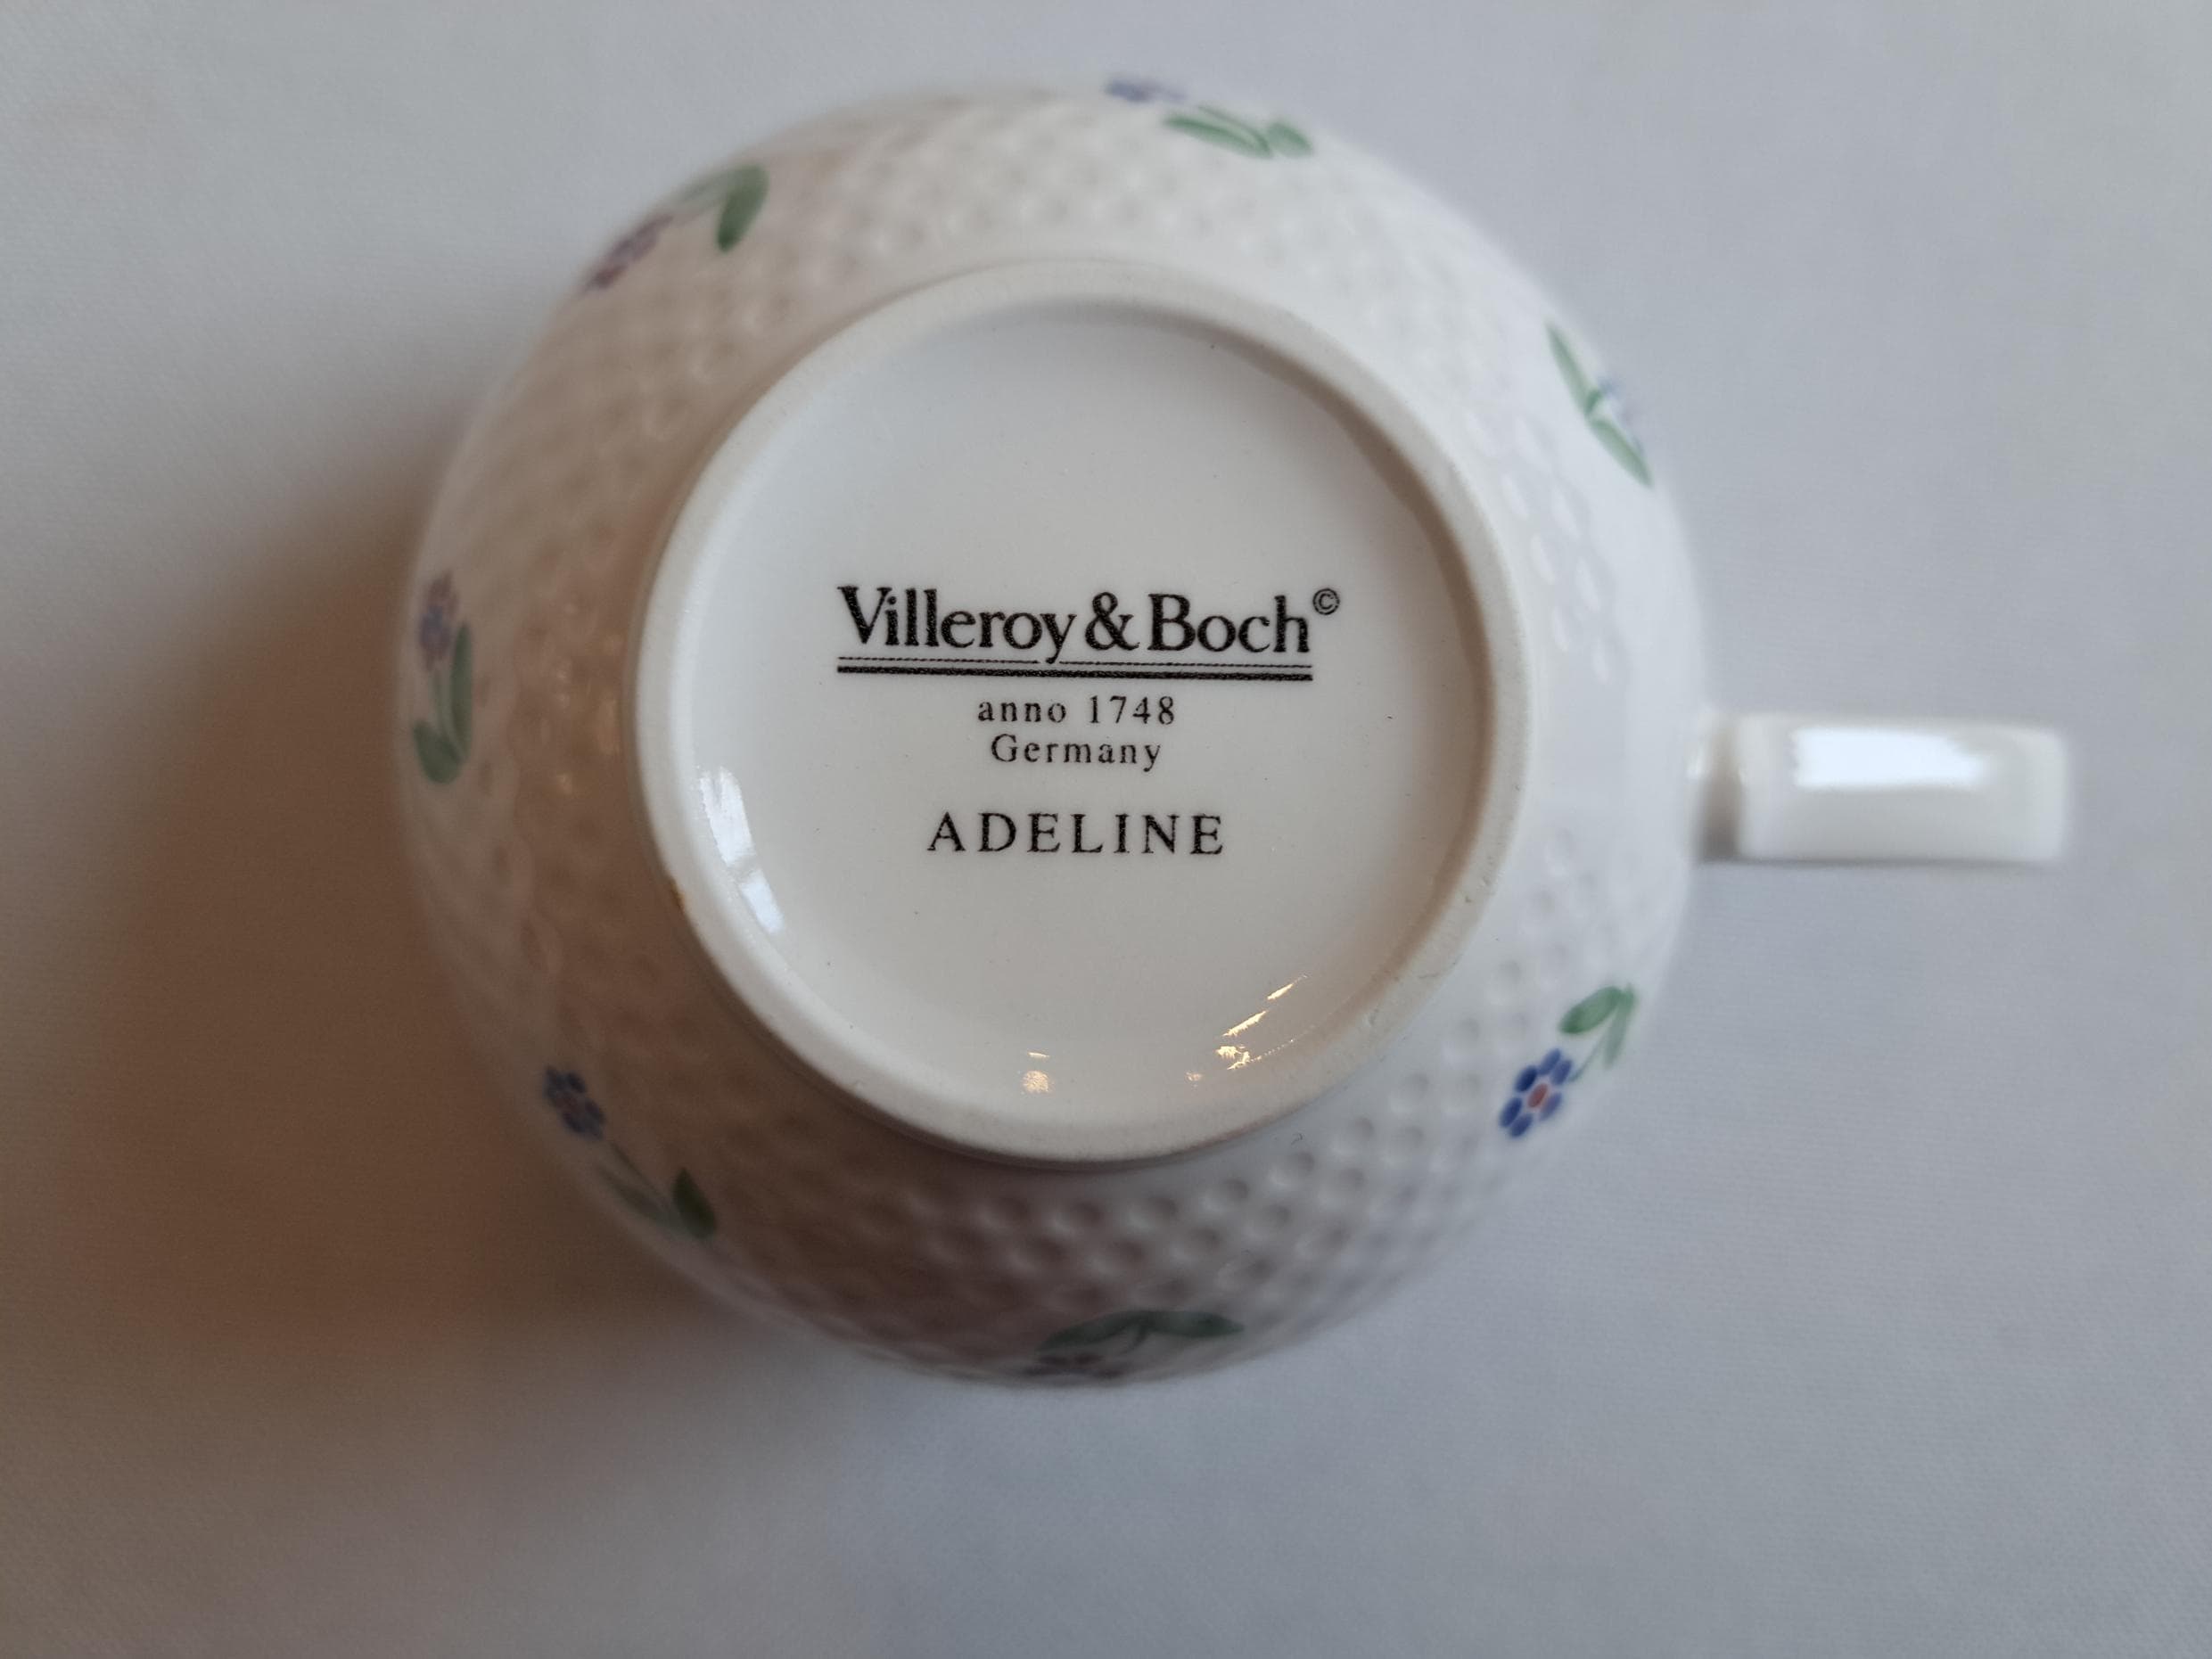 Villeroy & Boch©
anno 1748
Germany
ADELINE